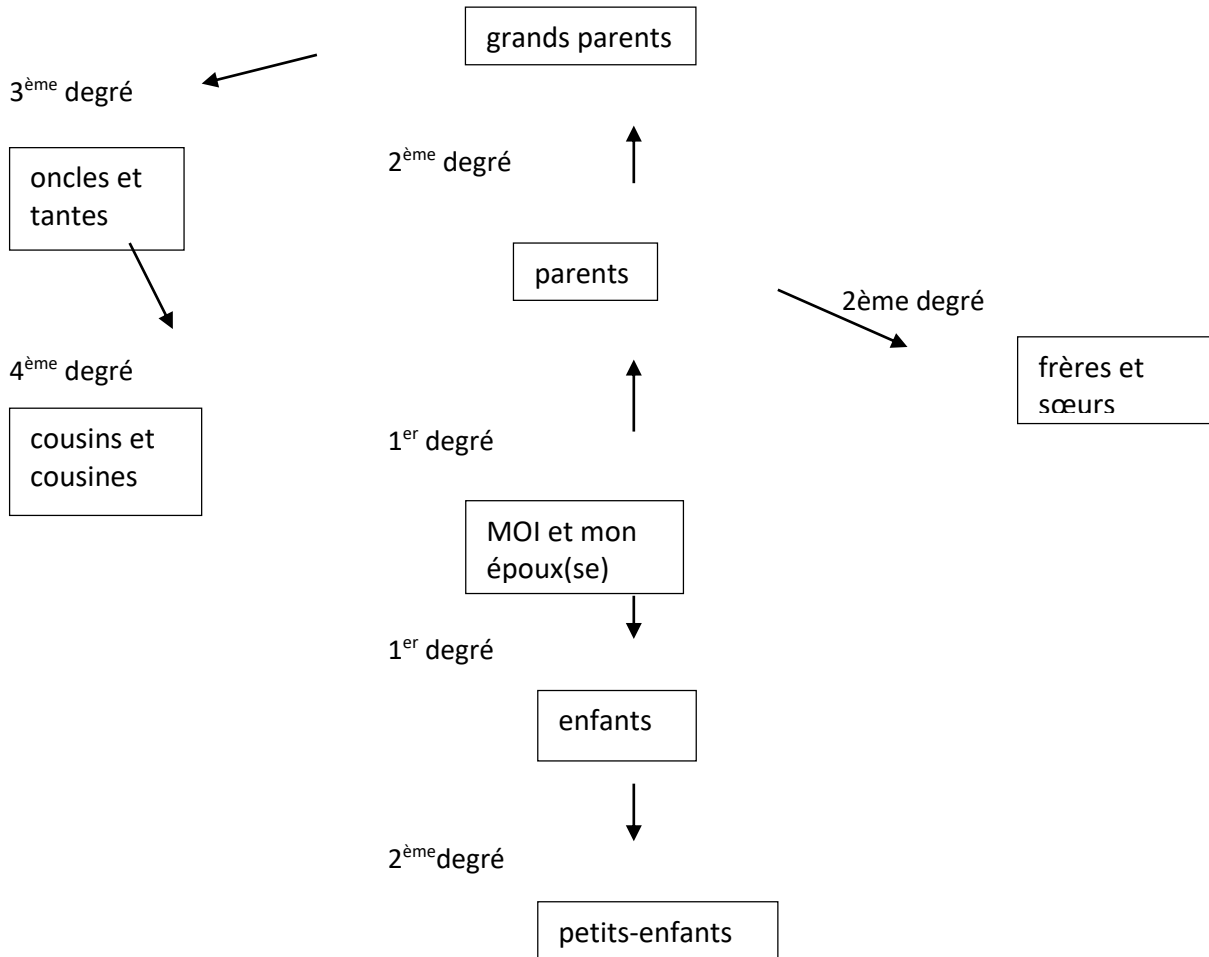 grands parents
3ème degré
2ème degré
oncles et
tantes
parents
2ème degré
frères et
sœurs
4ème degré
cousins et
cousines
1er degré
MOI et mon
époux(se)
1er degré
enfants
2èmedegré
petits-enfants